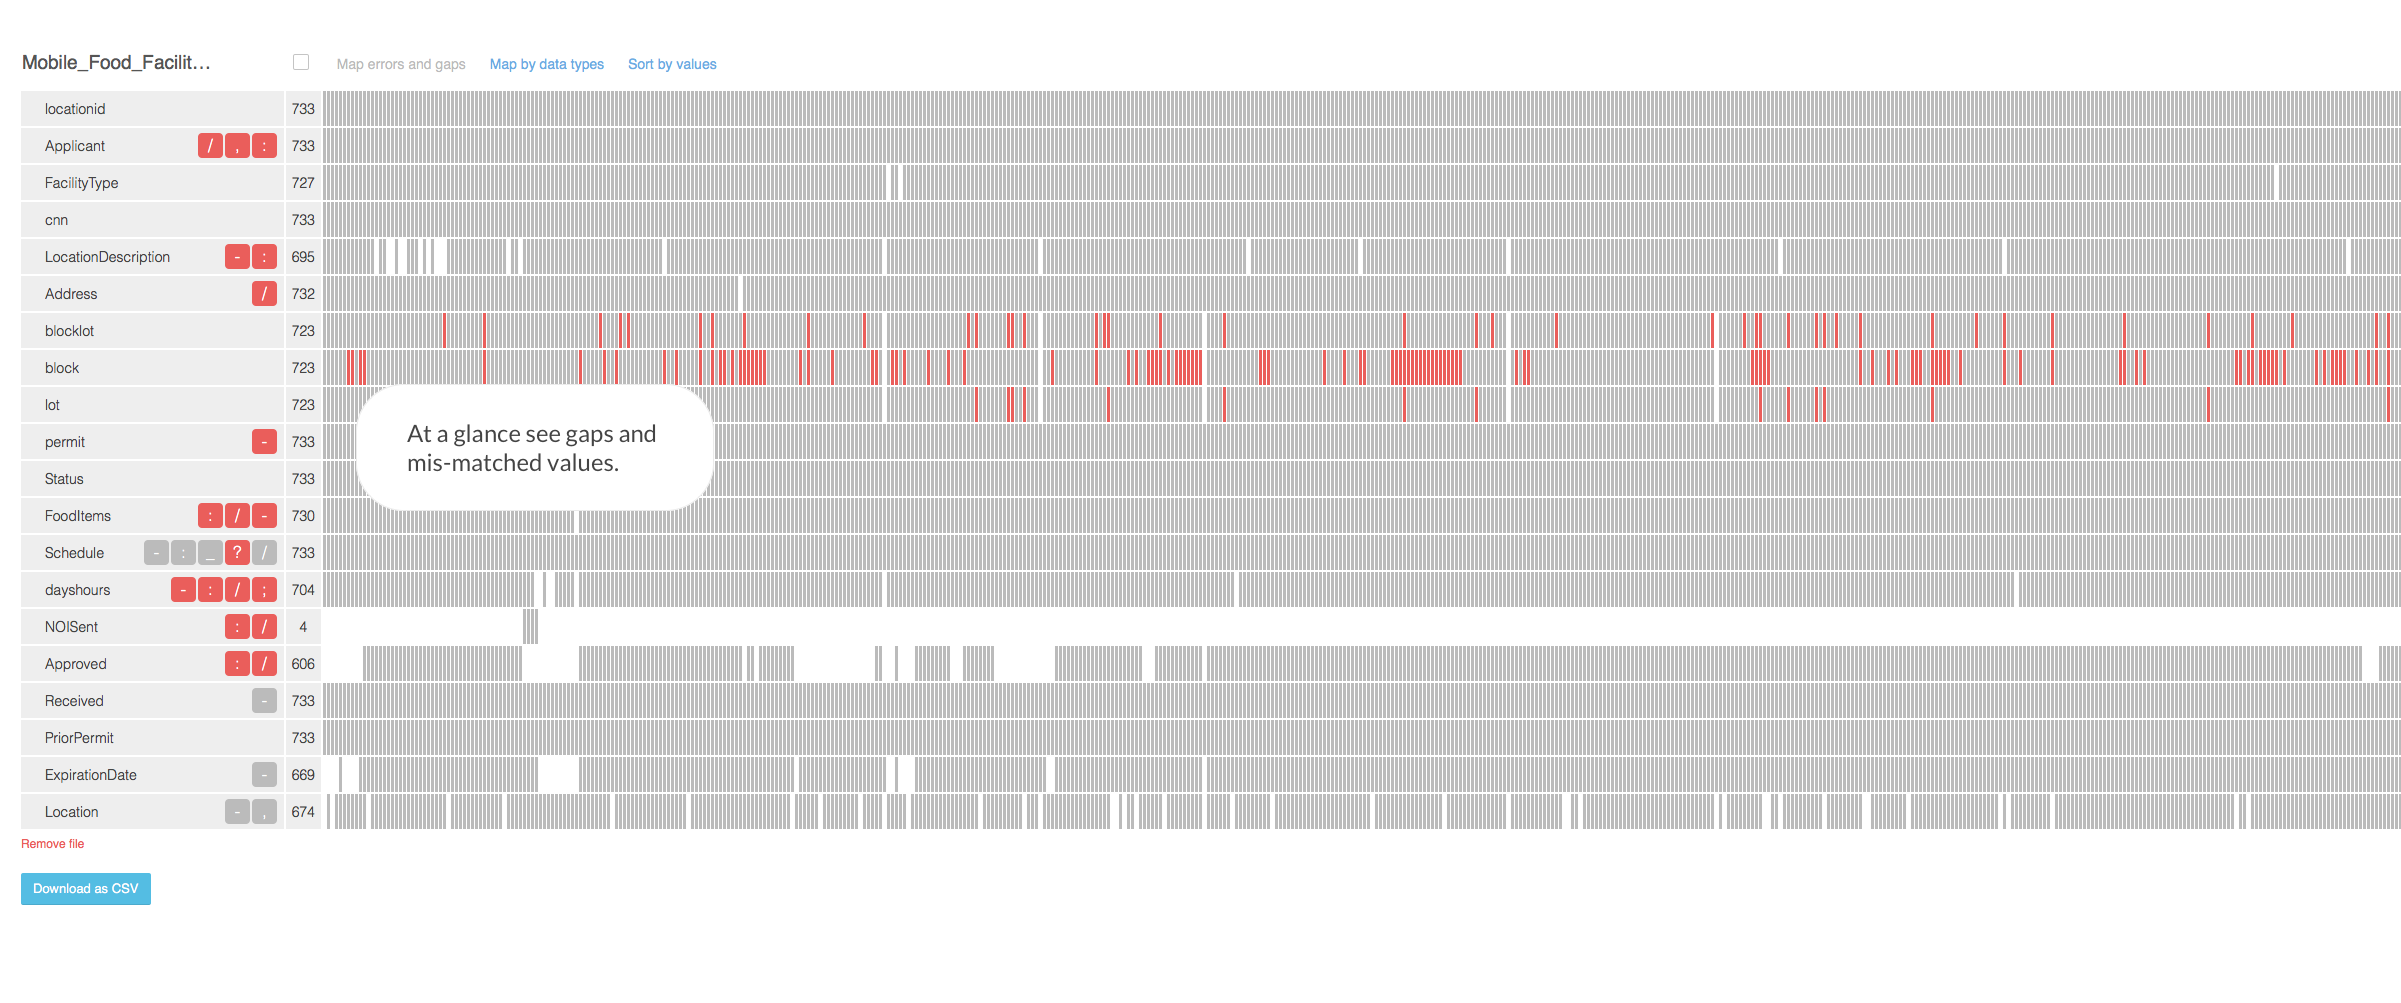 Mobile_Food_Facilit... Map errors and gaps Map by data types Sort by values
locationid 733
Applicant / , : 733
FacilityType 727
cnn 733
LocationDescription - : 695
Address / 732
blocklot 723
block 723
lot 723
permit - 733
Status 733
FoodItems : / - 730
Schedule - : _ ? / 733
dayshours - : / ; 704
NOISent : / 4
Approved : / 606
Received - 733
PriorPermit 733
ExpirationDate - 669
Location - , 674
At a glance see gaps and
mis-matched values.
Remove file
Download as CSV